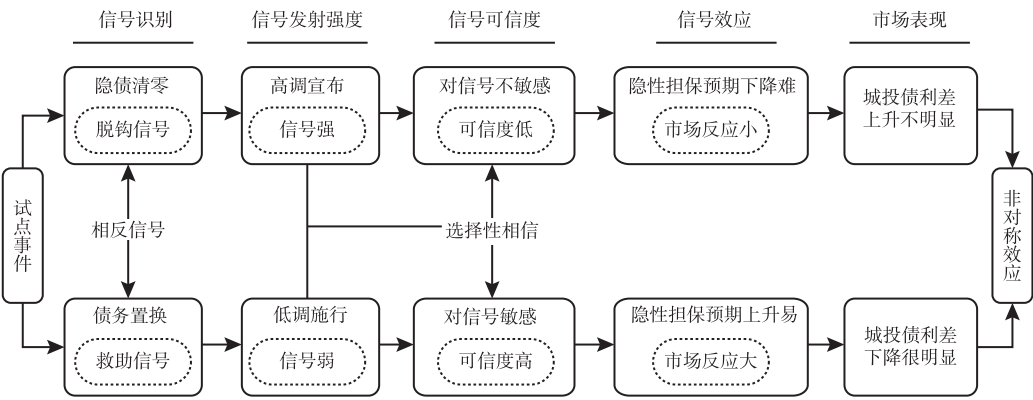 信号识别
信号发射强度
信号可信度
信号效应
市场表现
试点事件
隐债清零
脱钩信号
高调宣布
信号强
对信号不敏感
可信度低
隐性担保预期下降难
市场反应小
城投债利差
上升不明显
相反信号
选择性相信
非对称效应
债务置换
救助信号
低调施行
信号弱
对信号敏感
可信度高
隐性担保预期上升易
市场反应大
城投债利差
下降很明显